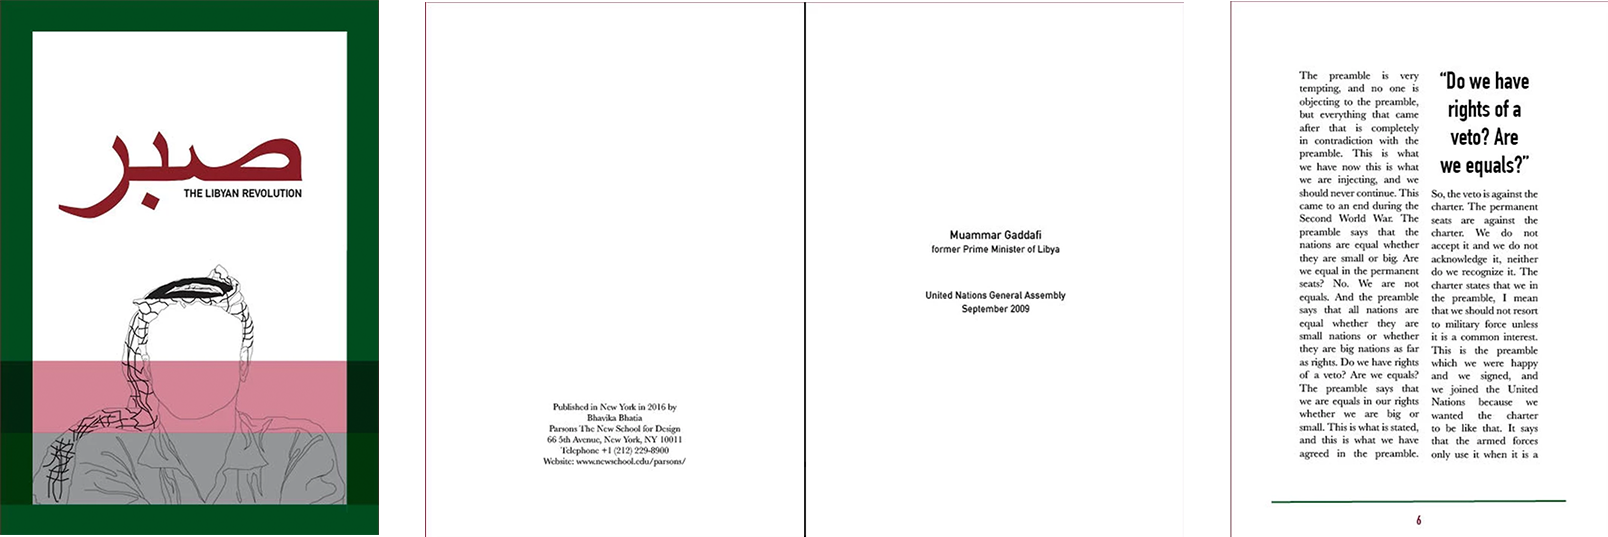 صبر
THE LIBYAN REVOLUTION
Published in New York in 2016 by
Bhavika Bhatia
Parsons The New School for Design
66 5th Avenue, New York, NY 10011
Telephone +1 (212) 229-8900
Website: www.newschool.edu/parsons/
Muammar Gaddafi
former Prime Minister of Libya
United Nations General Assembly
September 2009
The preamble is very
tempting, and no one is
objecting to the preamble,
but everything that came
after that is completely
in contradiction with the
preamble. This is what
we have now this is what
we are injecting, and we
should never continue. This
came to an end during the
Second World War. The
preamble says that the
nations are equal whether
they are small or big. Are
we equal in the permanent
seats? No. We are not
equals. And the preamble
says that all nations are
equal whether they are
small nations or whether
they are big nations as far
as rights. Do we have rights
of a veto? Are we equals?
The preamble says that
we are equals in our rights
whether we are big or
small. This is what is stated,
and this is what we have
agreed in the preamble.
“Do we have
rights of a
veto? Are
we equals?”
So, the veto is against the
charter. The permanent
seats are against the
charter. We do not
accept it and we do not
acknowledge it, neither
do we recognize it. The
charter states that we in
the preamble, I mean
that we should not resort
to military force unless
it is a common interest.
This is the preamble
which we were happy
and we signed, and
we joined the United
Nations because we
wanted the charter
to be like that. It says
that the armed forces
only use it when it is a
6